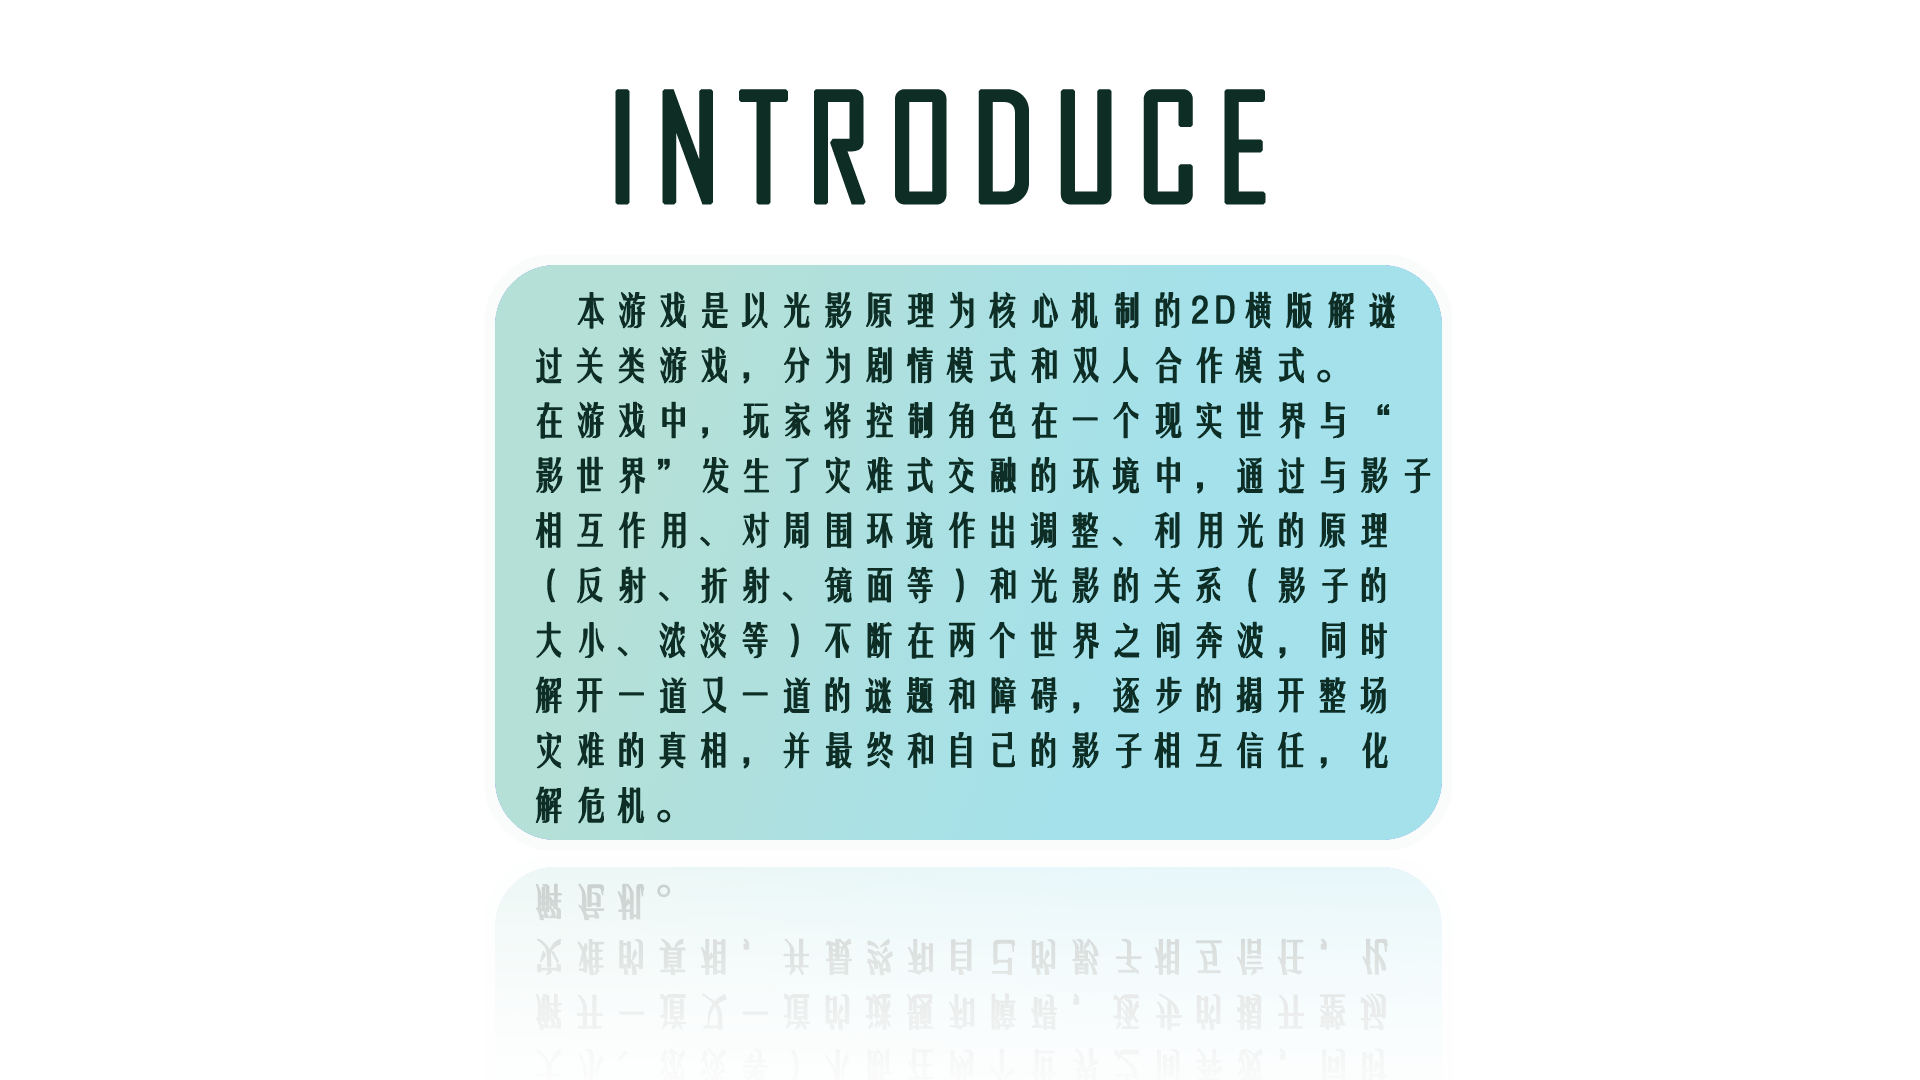 INTRODUCE
本游戏是以光影原理为核心机制的2D横版解谜
过关类游戏，分为剧情模式和双人合作模式。
在游戏中，玩家将控制角色在一个现实世界与“
影世界”发生了灾难式交融的环境中，通过与影子
相互作用、对周围环境作出调整、利用光的原理
（反射、折射、镜面等）和光影的关系（影子的
大小、浓淡等）不断在两个世界之间奔波，同时
解开一道又一道的谜题和障碍，逐步的揭开整场
灾难的真相，并最终和自己的影子相互信任，化
解危机。